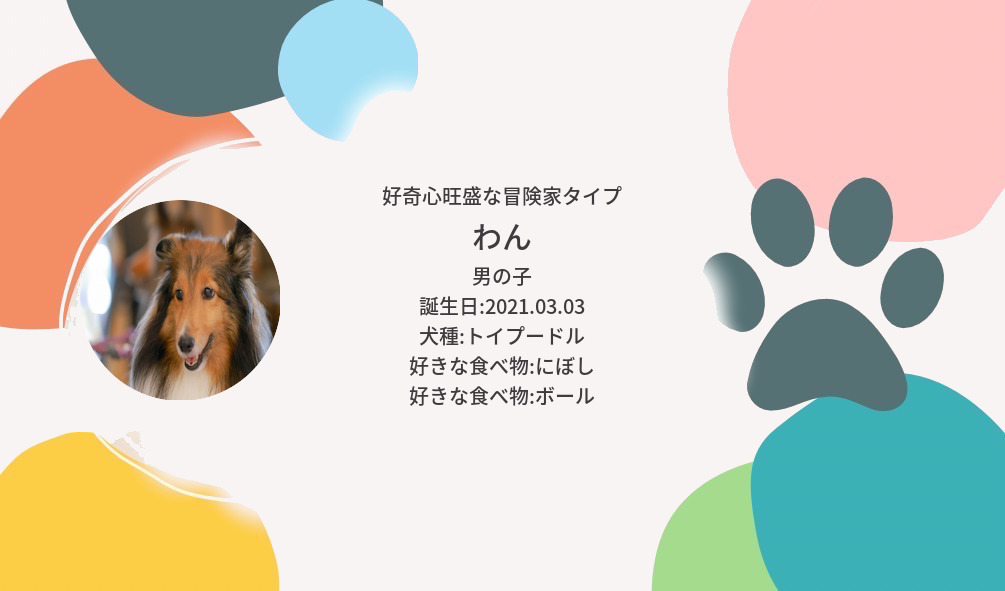 好奇心旺盛な冒険家タイプ
わん
男の子
誕生日:2021.03.03
犬種:トイプードル
好きな食べ物:にぼし
好きな食べ物:ボール